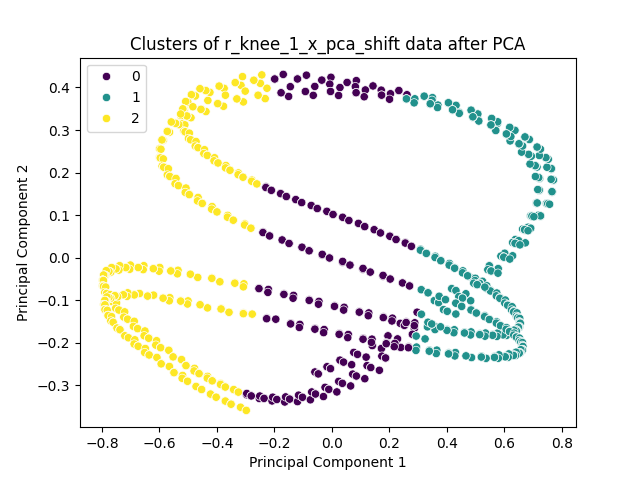 Clusters of r_knee_1_x_pca_shift data after PCA
0
1
2
Principal Component 2
0.4
0.3
0.2
0.1
0.0
−0.1
−0.2
−0.3
−0.8 −0.6 −0.4 −0.2 0.0 0.2 0.4 0.6 0.8
Principal Component 1